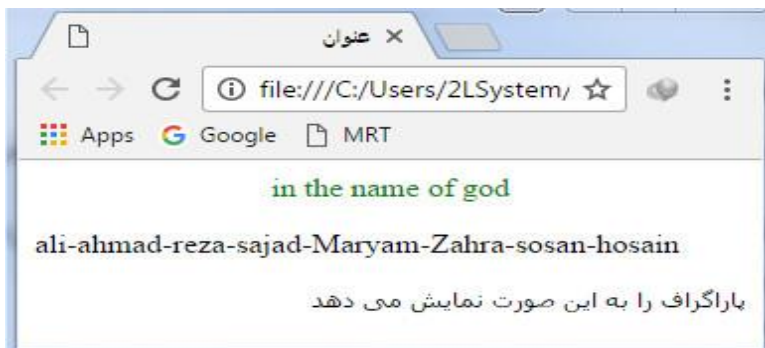 عنوان
file:///C:/Users/2LSystem/
Apps Google MRT
in the name of god
ali-ahmad-reza-sajad-Maryam-Zahra-sosan-hosain
پاراگراف را به این صورت نمایش می دهد